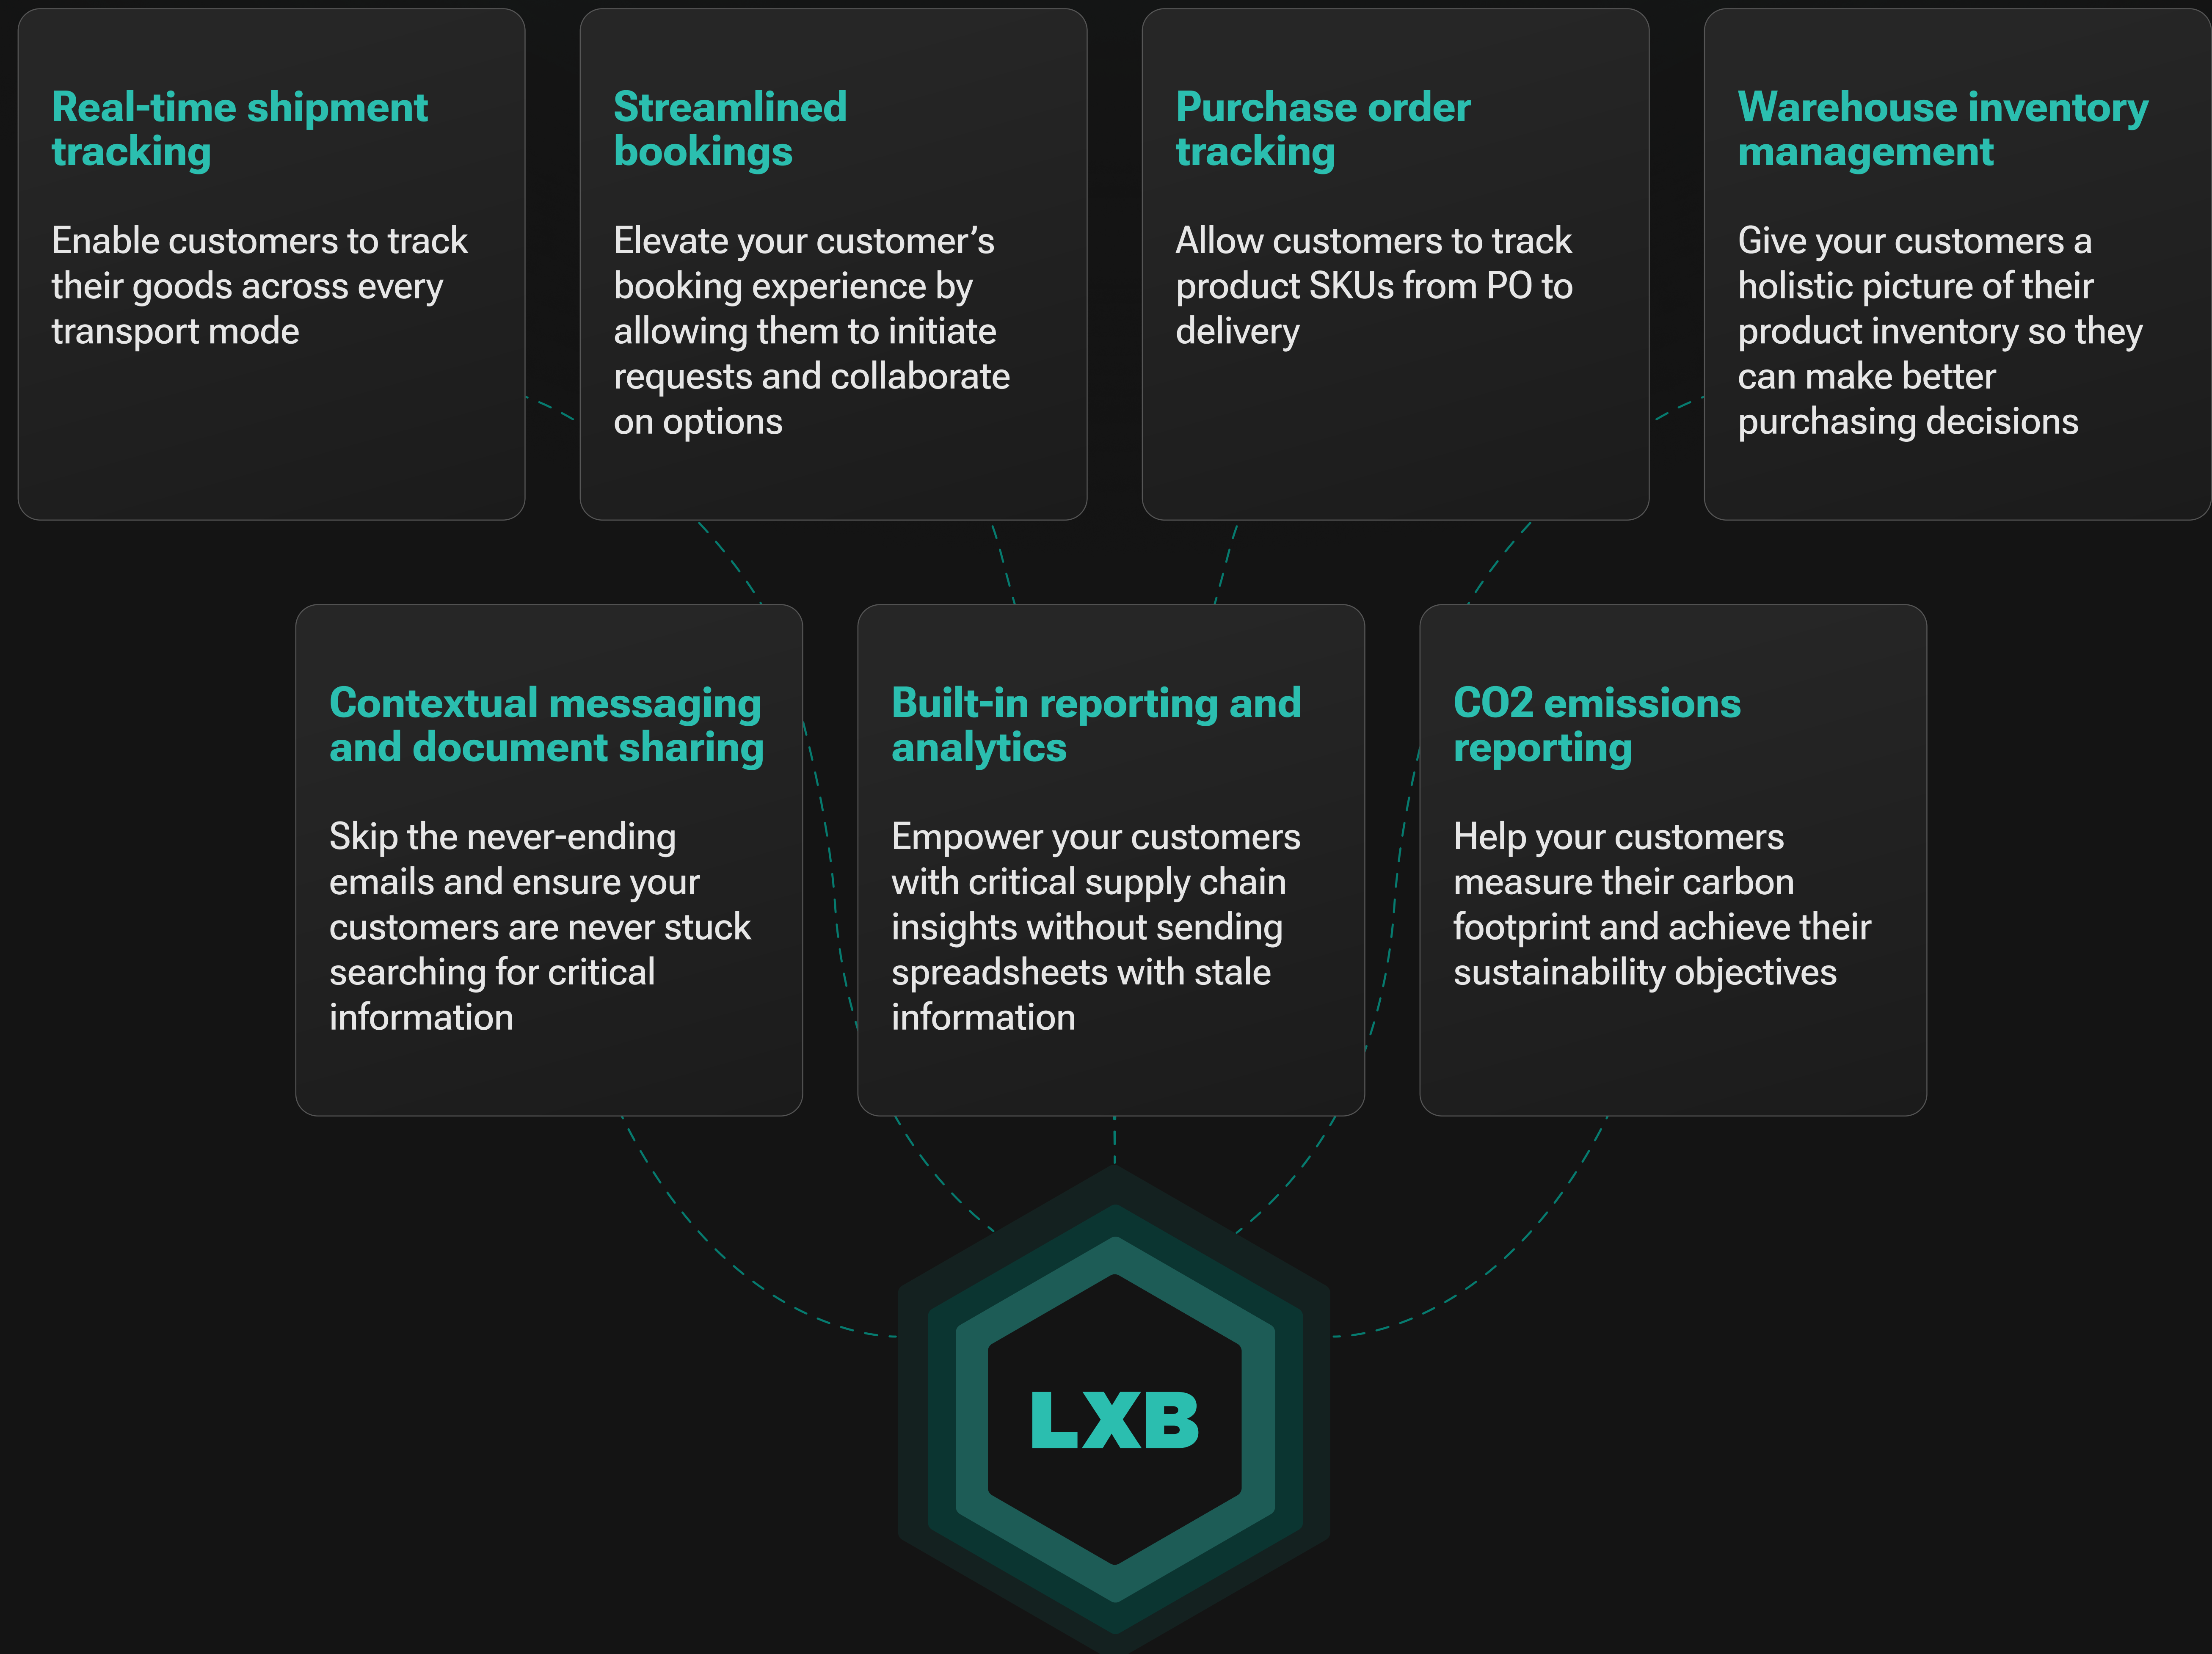 Real-time shipment
tracking
Enable customers to track
their goods across every
transport mode
Streamlined
bookings
Elevate your customer’s
booking experience by
allowing them to initiate
requests and collaborate
on options
Purchase order
tracking
Allow customers to track
product SKUs from PO to
delivery
Warehouse inventory
management
Give your customers a
holistic picture of their
product inventory so they
can make better
purchasing decisions
Contextual messaging
and document sharing
Skip the never-ending
emails and ensure your
customers are never stuck
searching for critical
information
Built-in reporting and
analytics
Empower your customers
with critical supply chain
insights without sending
spreadsheets with stale
information
CO2 emissions
reporting
Help your customers
measure their carbon
footprint and achieve their
sustainability objectives
LXB